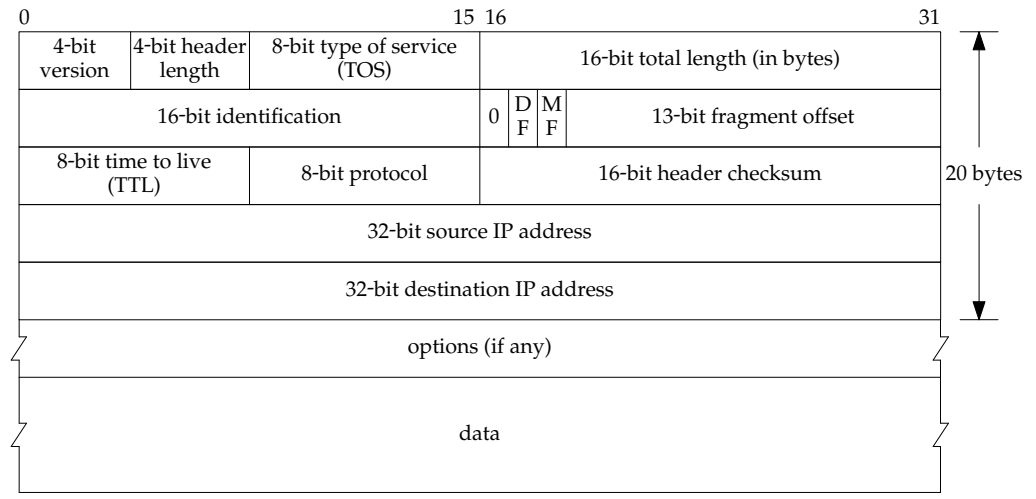 0 15 16 31
4-bit version
4-bit header length
8-bit type of service (TOS)
16-bit total length (in bytes)
16-bit identification
0
D F
M F
13-bit fragment offset
8-bit time to live (TTL)
8-bit protocol
16-bit header checksum
20 bytes
32-bit source IP address
32-bit destination IP address
options (if any)
data